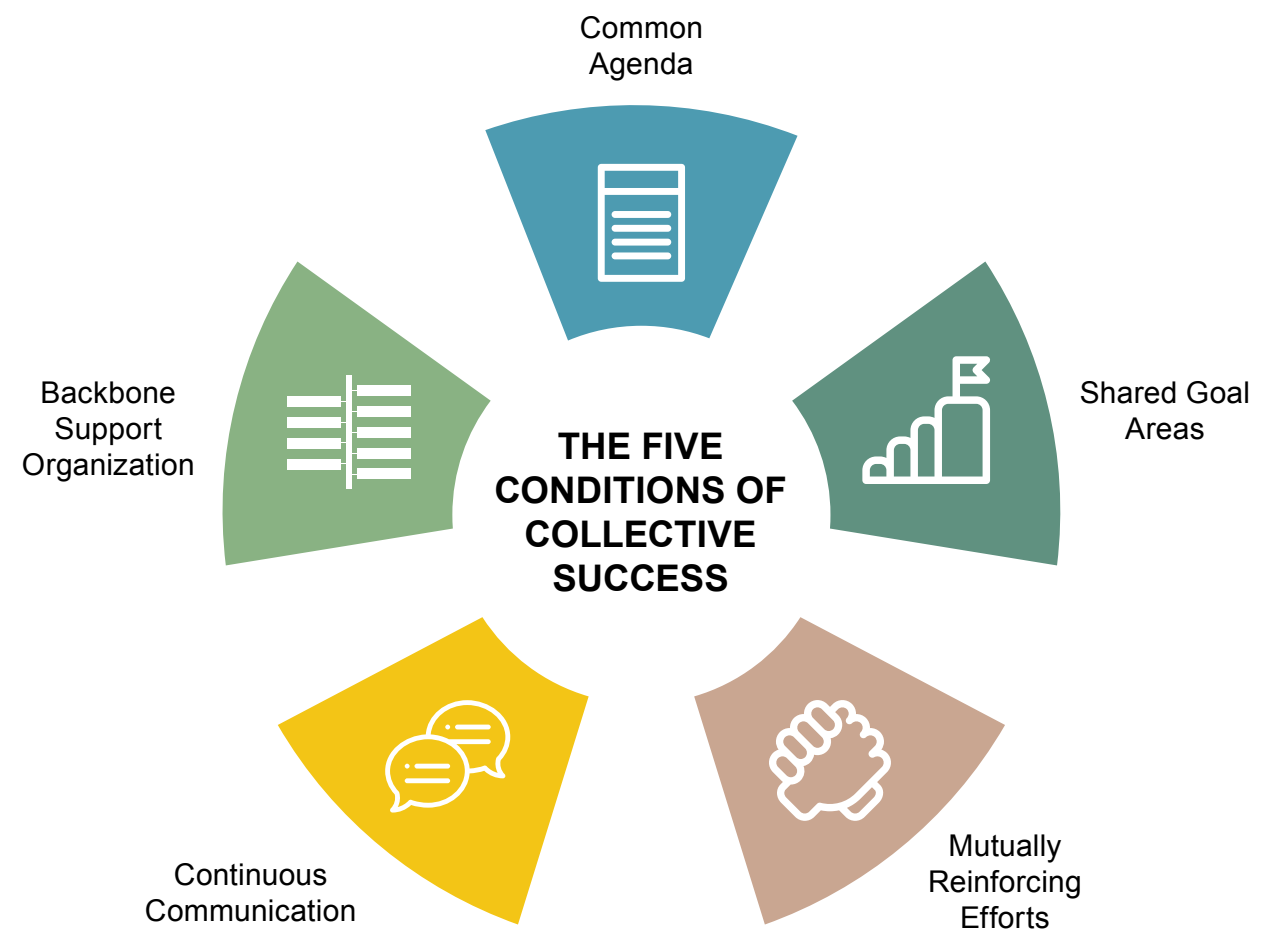 Common
Agenda
Shared Goal
Areas
Mutually
Reinforcing
Efforts
Continuous
Communication
Backbone
Support
Organization
THE FIVE
CONDITIONS OF
COLLECTIVE
SUCCESS